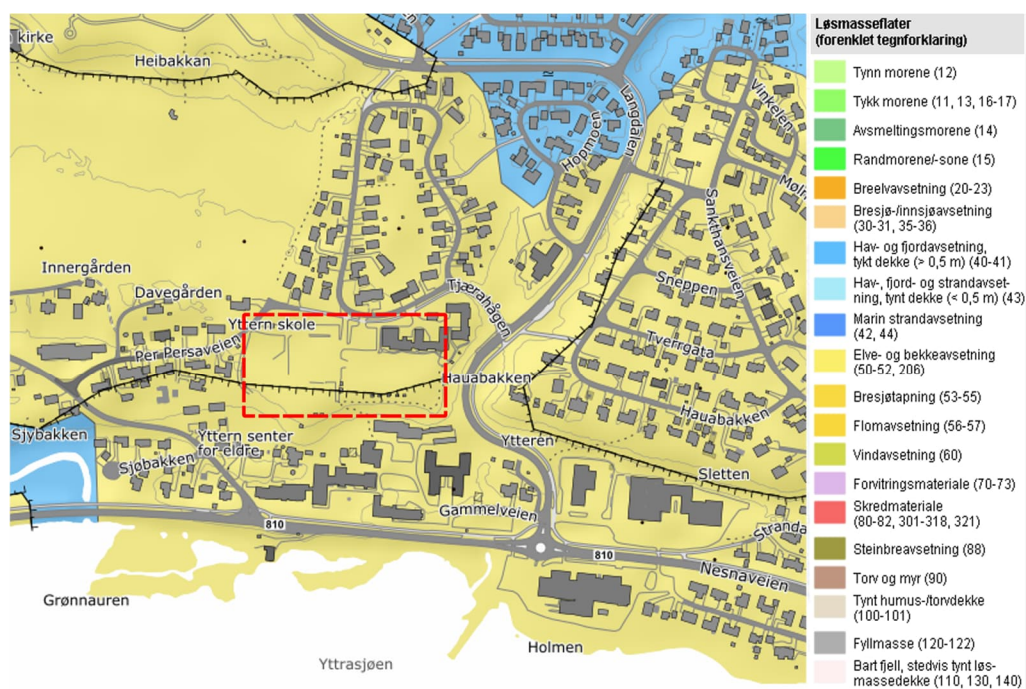 kirke
Heibakkan
Langdalen
Vinkelen
Hopmoen
Sankthansveien
Innergården
Davegården
Sneppen
Tjærahågen
Yttern skole
Per Persaveien
Tverrgata
Hauabakken
Hauabakken
Sjybakken
Yttern senter
for eldre
Sjøbakken
Ytteren
Sletten
Gammelveien
810
810
Nesnaveien
Grønnauren
Holmen
Yttrasjøen
Løsmasseflater
(forenklet tegnforklaring)
Tynn morene (12)
Tykk morene (11, 13, 16-17)
Avsmeltingsmorene (14)
Randmorene/-sone (15)
Breelvavsetning (20-23)
Bresjø-/innsjøavsetning
(30-31, 35-36)
Hav- og fjordavsetning,
tykt dekke (> 0,5 m) (40-41)
Hav-, fjord- og strandavset-
ning, tynt dekke (< 0,5 m) (43)
Marin strandavsetning
(42, 44)
Elve- og bekkeavsetning
(50-52, 206)
Bresjøtapning (53-55)
Flomavsetning (56-57)
Vindavsetning (60)
Forvitringsmateriale (70-73)
Skredmateriale
(80-82, 301-318, 321)
Steinbreavsetning (88)
Torv og myr (90)
Tynt humus-/torvdekke
(100-101)
Fyllmasse (120-122)
Bart fjell, stedvis tynt løs-
massedekke (110, 130, 140)